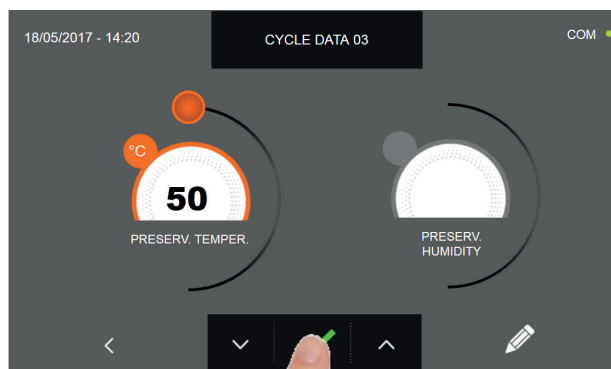 18/05/2017 - 14:20
CYCLE DATA 03
COM
°C
50
PRESERV. TEMPER.
PRESERV.
HUMIDITY